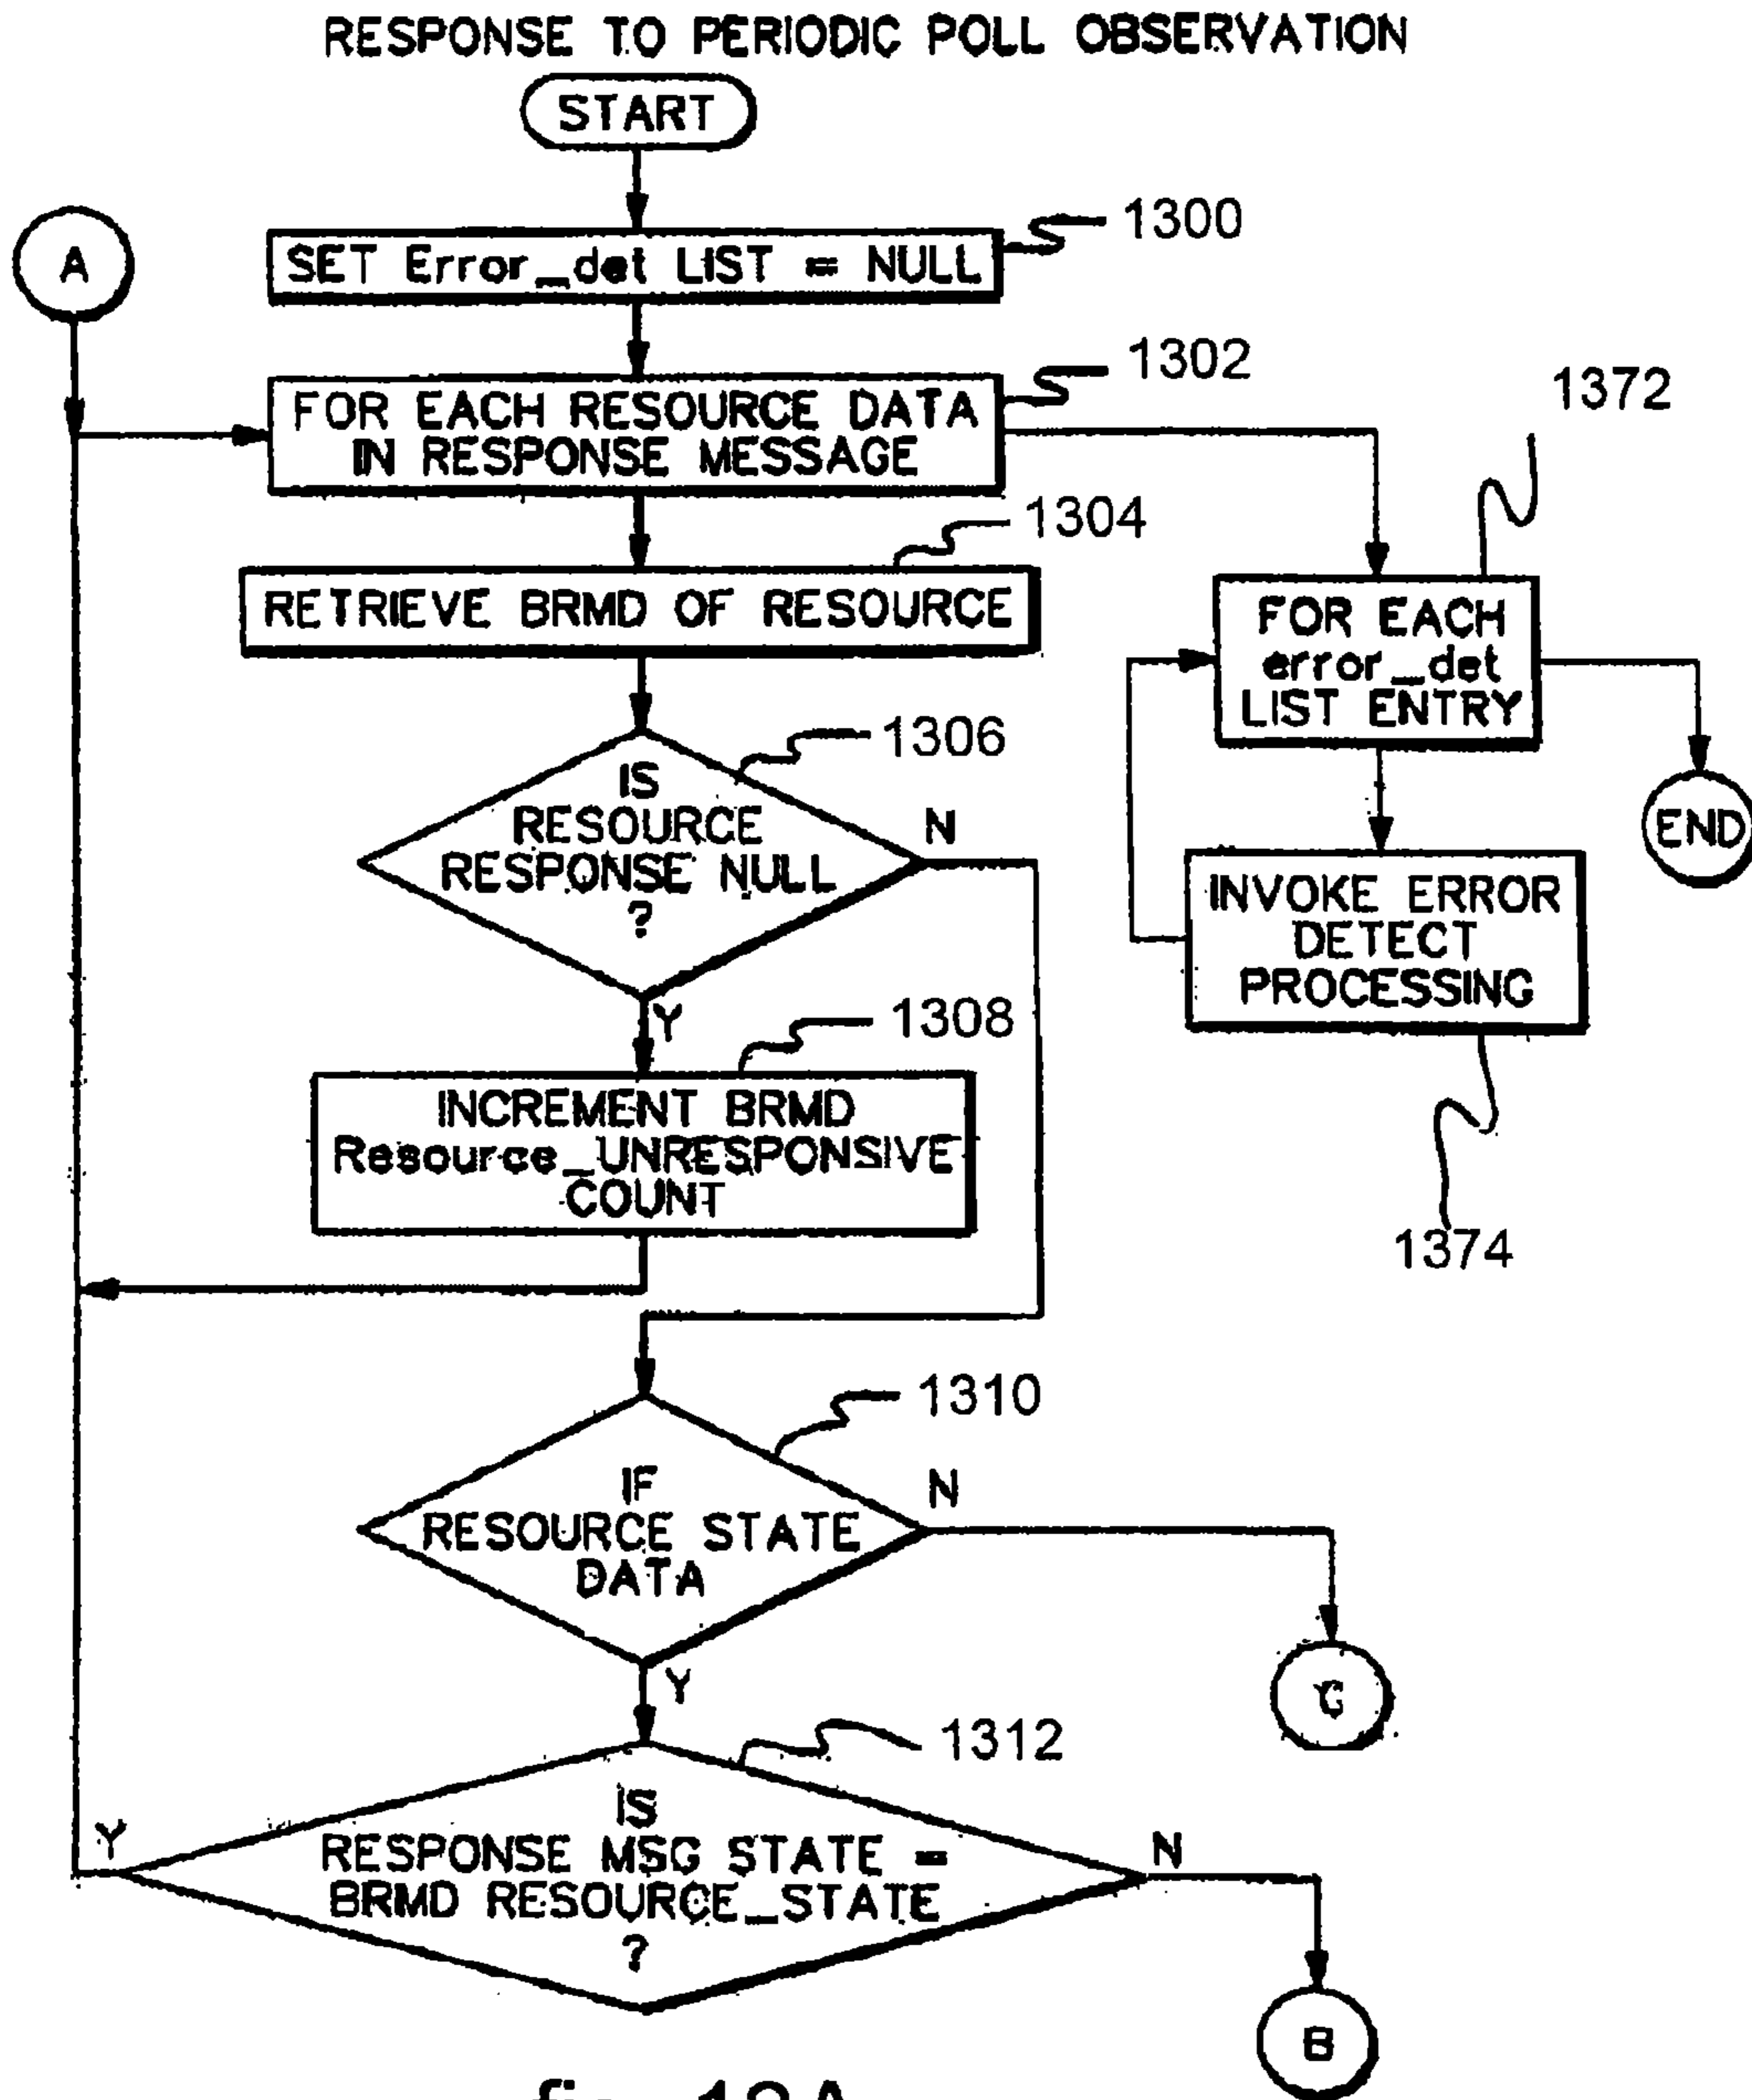 RESPONSE TO PERIODIC POLL OBSERVATION
START
A
1300
SET Error_det LIST = NULL
1302
FOR EACH RESOURCE DATA
IN RESPONSE MESSAGE
1372
1304
RETRIEVE BRMD OF RESOURCE
FOR EACH
error_det
LIST ENTRY
1306
IS
RESOURCE
RESPONSE NULL
?
N
END
INVOKE ERROR
DETECT
PROCESSING
Y
1308
INCREMENT BRMD
Resource_UNRESPONSIVE
COUNT
1374
1310
IF
RESOURCE STATE
DATA
N
C
Y
1312
IS
RESPONSE MSG STATE =
BRMD RESOURCE_STATE
?
Y
N
B